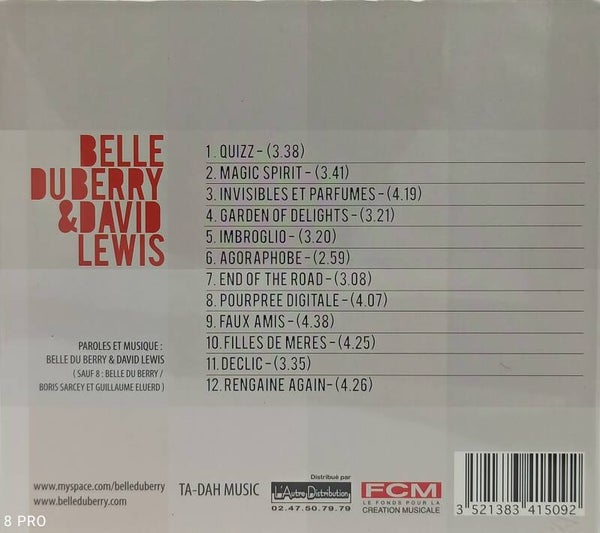 BELLE
DUBERRY
&DAVID
LEWIS
1. QUIZZ – (3.38)
2. MAGIC SPIRIT – (3.41)
3. INVISIBLES ET PARFUMES – (4.19)
4. GARDEN OF DELIGHTS – (3.21)
5. IMBROGLIO – (3.20)
6. AGORAPHOBE – (2.59)
7. END OF THE ROAD – (3.08)
8. POURPREE DIGITALE – (4.07)
9. FAUX AMIS – (4.38)
10. FILLES DE MERES – (4.25)
11. DECLIC – (3.35)
12. RENGAINE AGAIN – (4.26)
PAROLES ET MUSIQUE :
BELLE DU BERRY & DAVID LEWIS
( SAUF 8 : BELLE DU BERRY /
BORIS SARCEY ET GUILLAUME ELUERD )
www.myspace.com/belleduberry
www.belleduberry.com
TA-DAH MUSIC
Distribué par
L'Autre Distribution
02.47.50.79.79
FCM
LE FONDS POUR LA
CREATION MUSICALE
3 521383 415092
8 PRO